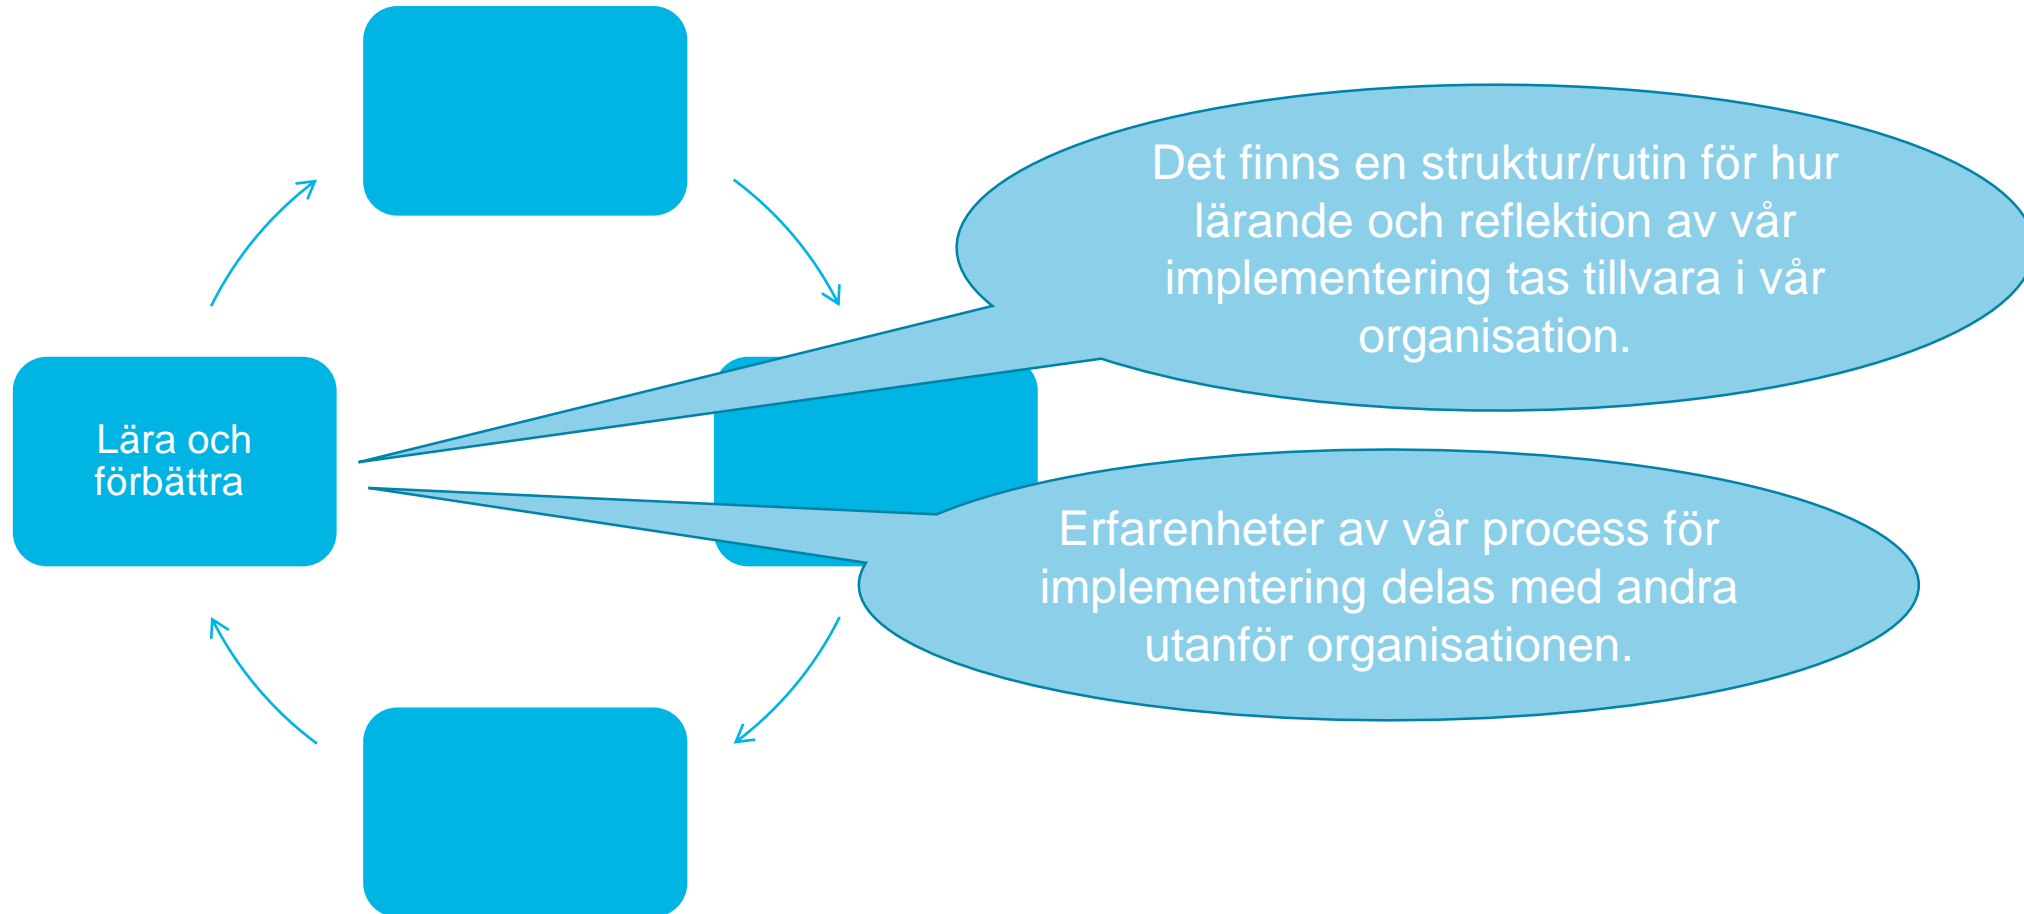 Det finns en struktur/rutin för hur
lärande och reflektion av vår
implementering tas tillvara i vår
organisation.
Lära och
förbättra
Erfarenheter av vår process för
implementering delas med andra
utanför organisationen.